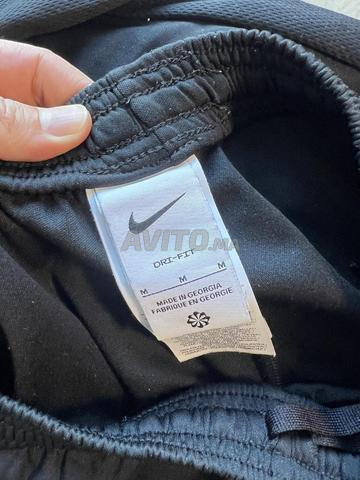 AVITO.ma
DRI-FIT
M M M
MADE IN GEORGIA
FABRIQUÉ EN GÉORGIE